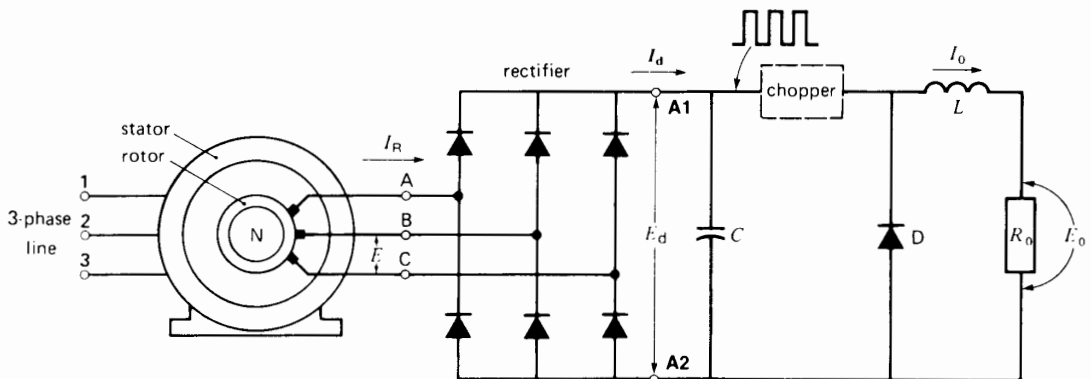 stator
rotor
1
2
3
3-phase
line
N
I_R
A
B
C
E
rectifier
I_d
A1
E_d
A2
C
chopper
D
I_0
L
R_0
E_0